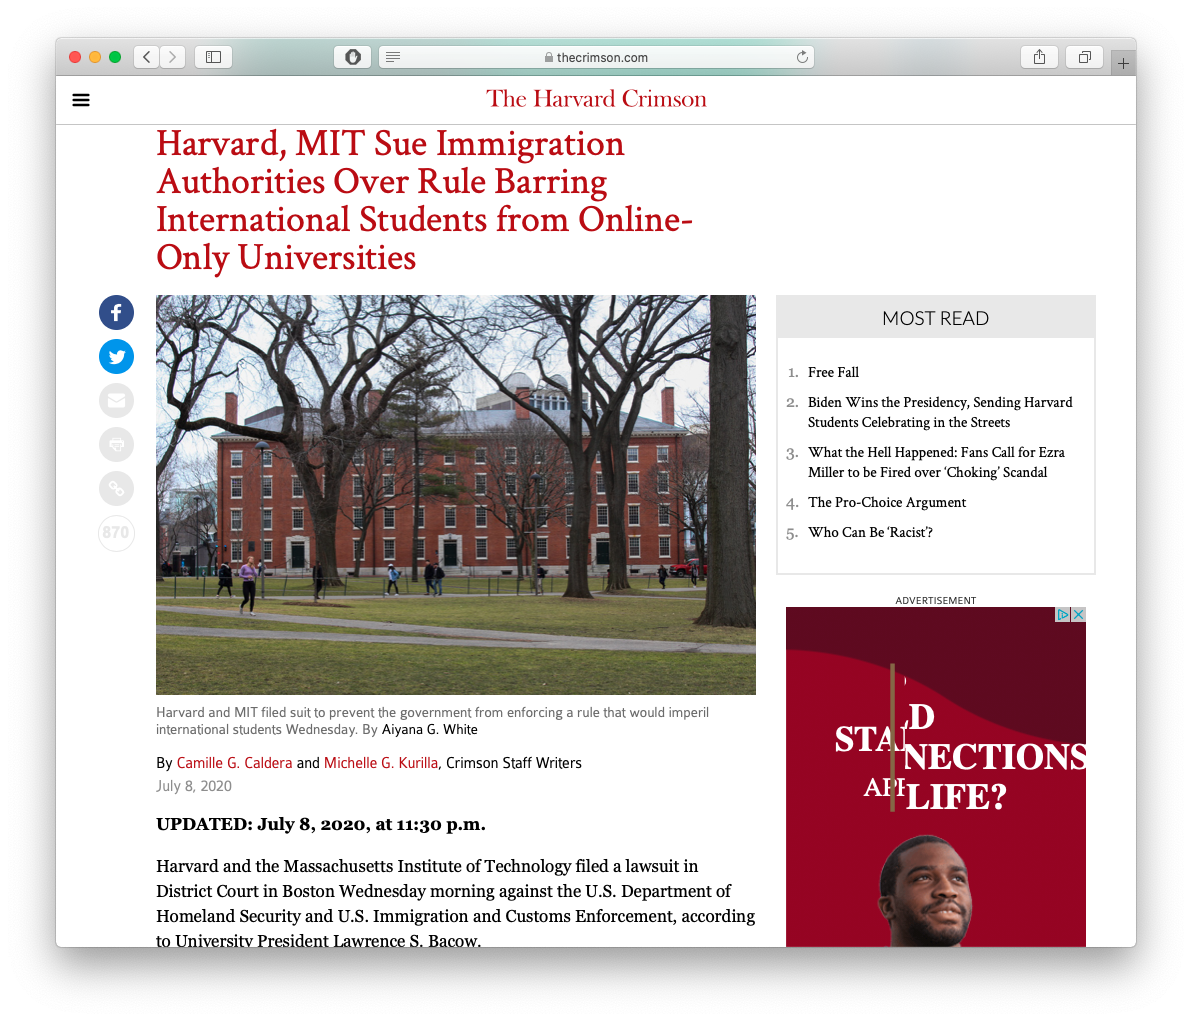 thecrimson.com
The Harvard Crimson
Harvard, MIT Sue Immigration
Authorities Over Rule Barring
International Students from Online-
Only Universities
870
Harvard and MIT filed suit to prevent the government from enforcing a rule that would imperil
international students Wednesday. By Aiyana G. White
By Camille G. Caldera and Michelle G. Kurilla, Crimson Staff Writers
July 8, 2020
UPDATED: July 8, 2020, at 11:30 p.m.
Harvard and the Massachusetts Institute of Technology filed a lawsuit in
District Court in Boston Wednesday morning against the U.S. Department of
Homeland Security and U.S. Immigration and Customs Enforcement, according
to University President Lawrence S. Bacow.
MOST READ
1. Free Fall
2. Biden Wins the Presidency, Sending Harvard
Students Celebrating in the Streets
3. What the Hell Happened: Fans Call for Ezra
Miller to be Fired over ‘Choking’ Scandal
4. The Pro-Choice Argument
5. Who Can Be ‘Racist’?
ADVERTISEMENT
LIFE?